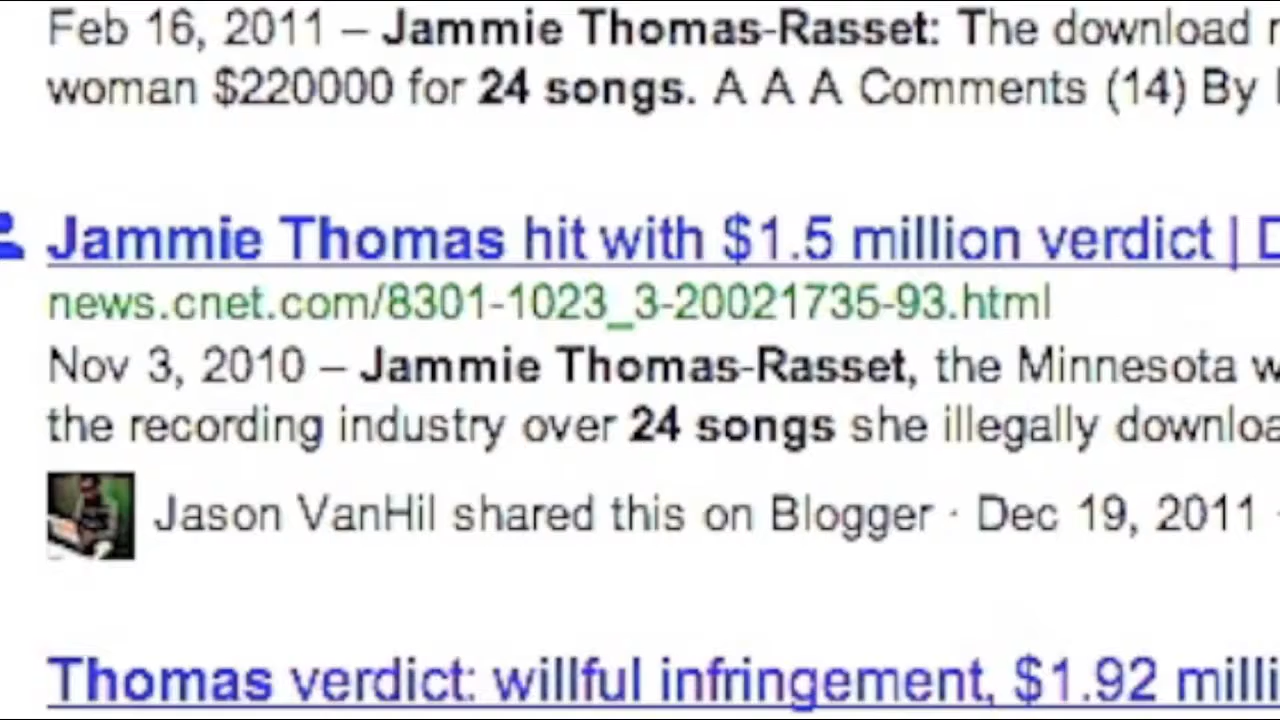 Feb 16, 2011 – Jammie Thomas-Rasset: The download
woman $220000 for 24 songs. A A A Comments (14) By
Jammie Thomas hit with $1.5 million verdict |
news.cnet.com/8301-1023_3-20021735-93.html
Nov 3, 2010 – Jammie Thomas-Rasset, the Minnesota
the recording industry over 24 songs she illegally
Jason VanHil shared this on Blogger · Dec 19, 2011
Thomas verdict: willful infringement, $1.92